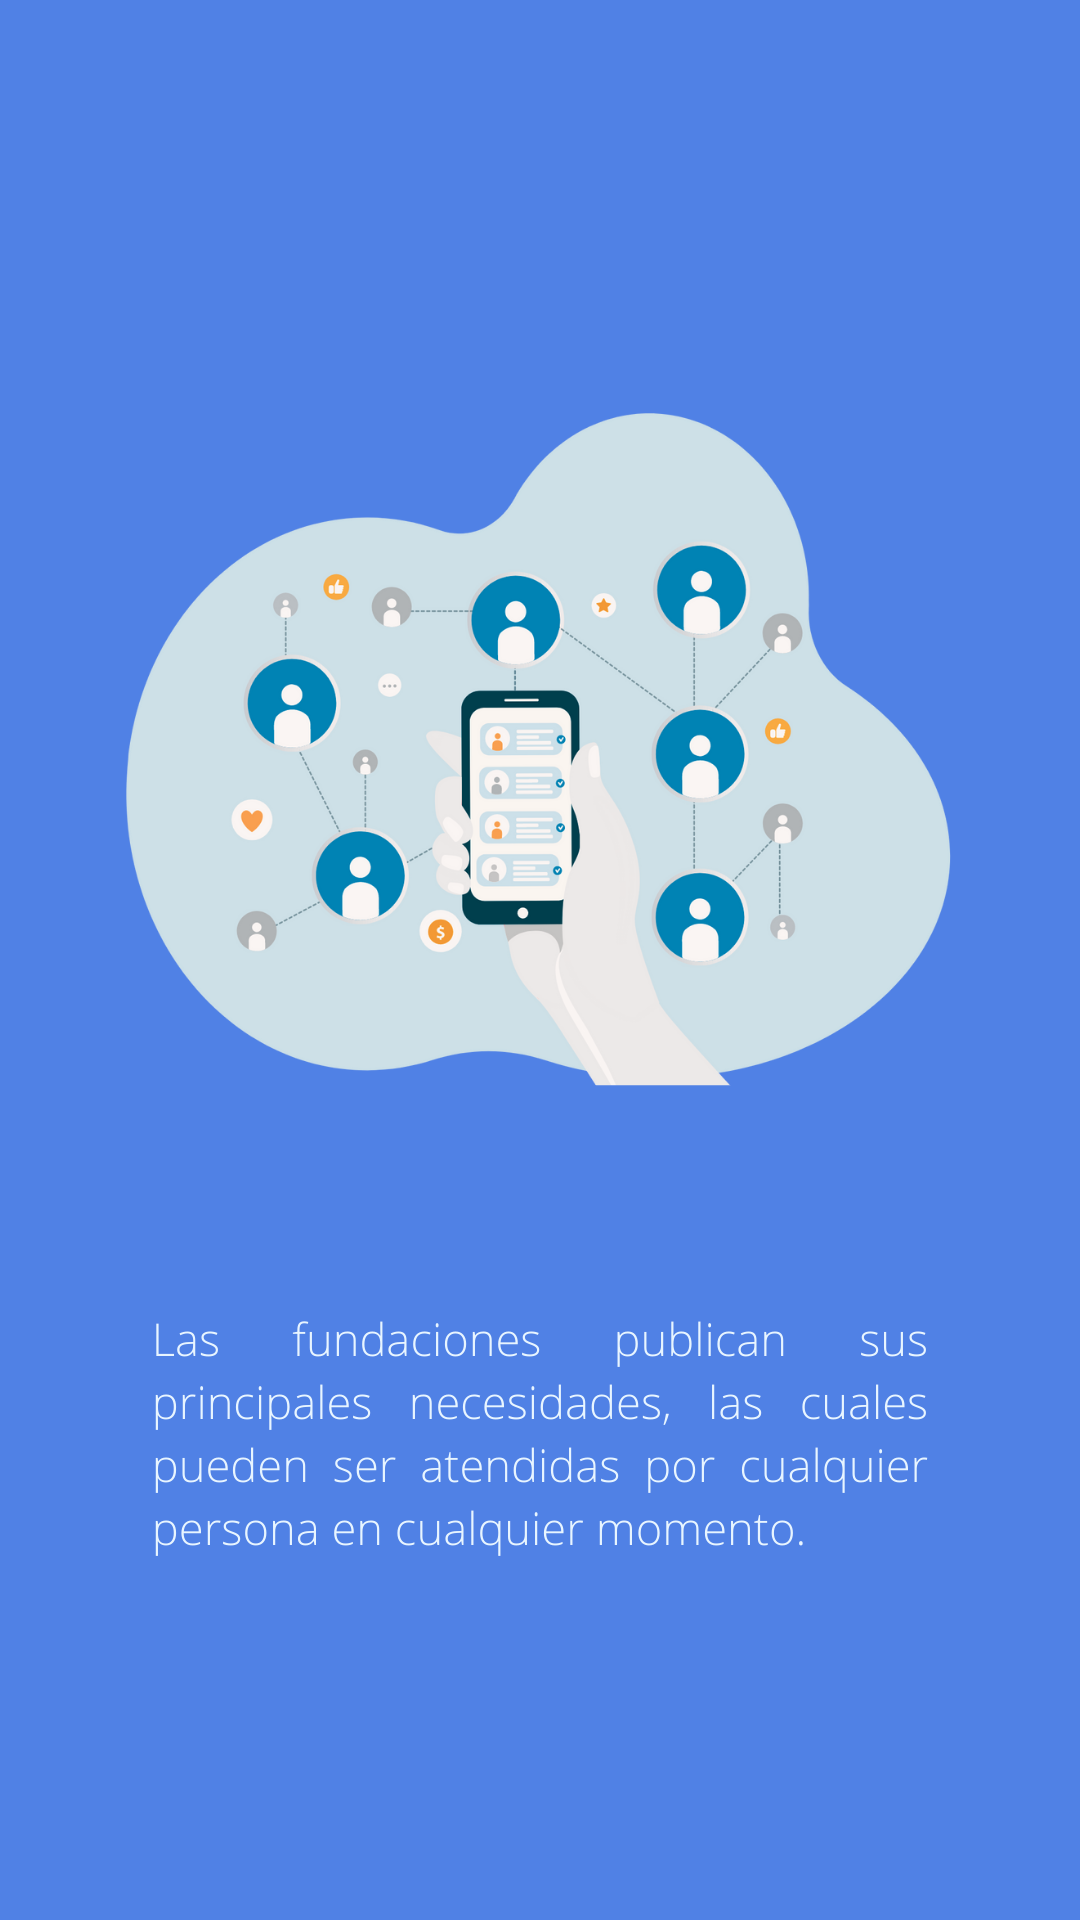 Las fundaciones publican sus
principales necesidades, las cuales
pueden ser atendidas por cualquier
persona en cualquier momento.